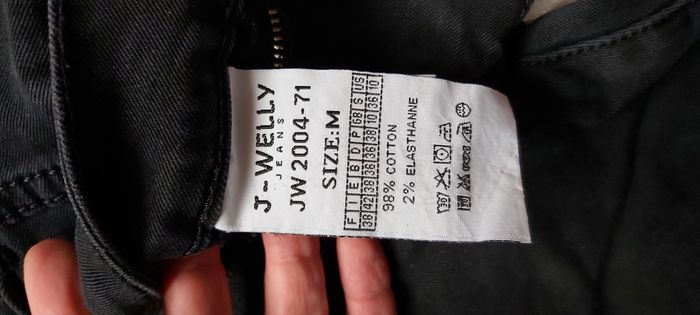 J-WELLY
JEANS
JW2004-71
SIZE:M
F I E B D P GB S US
38 42 38 36 36 38 10 36 10
98% COTTON
2% ELASTHANNE